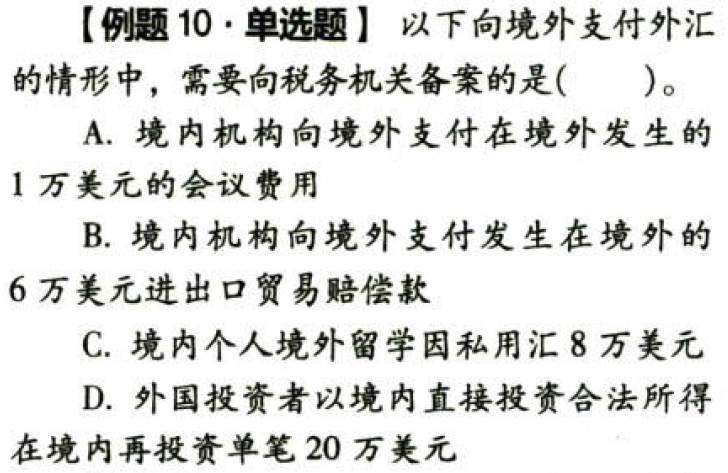 【例题 10·单选题】 以下向境外支付外汇
的情形中，需要向税务机关备案的是(　　)。
A. 境内机构向境外支付在境外发生的
1 万美元的会议费用
B. 境内机构向境外支付发生在境外的
6 万美元进出口贸易赔偿款
C. 境内个人境外留学因私用汇 8 万美元
D. 外国投资者以境内直接投资合法所得
在境内再投资单笔 20 万美元